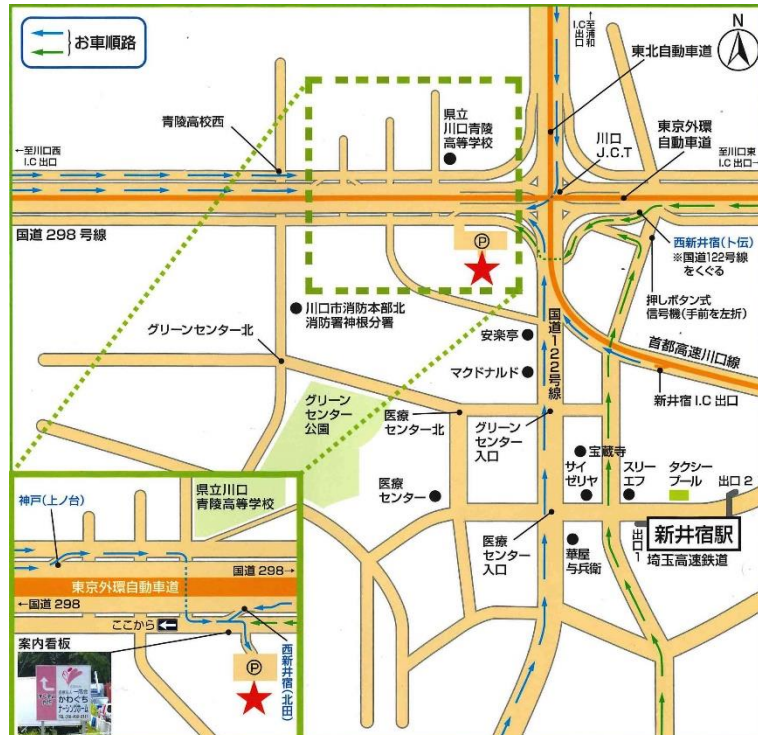 お車順路
N
←至浦和
I.C出口
東北自動車道
青陵高校西
県立
川口青陵
高等学校
川口
J.C.T
東京外環
自動車道
←至川口西
I.C 出口
至川口東
I.C 出口→
国道 298 号線
P
西新井宿(ト伝)
※国道122号線
をくぐる
押しボタン式
信号機(手前を左折)
川口市消防本部北
消防署神根分署
グリーンセンター北
安楽亭
国道122号線
首都高速川口線
マクドナルド
新井宿 I.C 出口
グリーン
センター
公園
医療
センター北
グリーン
センター
入口
宝蔵寺
サイ
ゼリヤ
スリー
エフ
タクシー
プール
出口 2
医療
センター
医療
センター
入口
出口 1
新井宿駅
埼玉高速鉄道
華屋
与兵衛
県立川口
青陵高等学校
神戸(上ノ台)
国道 298→
東京外環自動車道
←国道 298
ここから
案内看板
P
西新井宿(北田)
かわぐち
ナーシングホーム